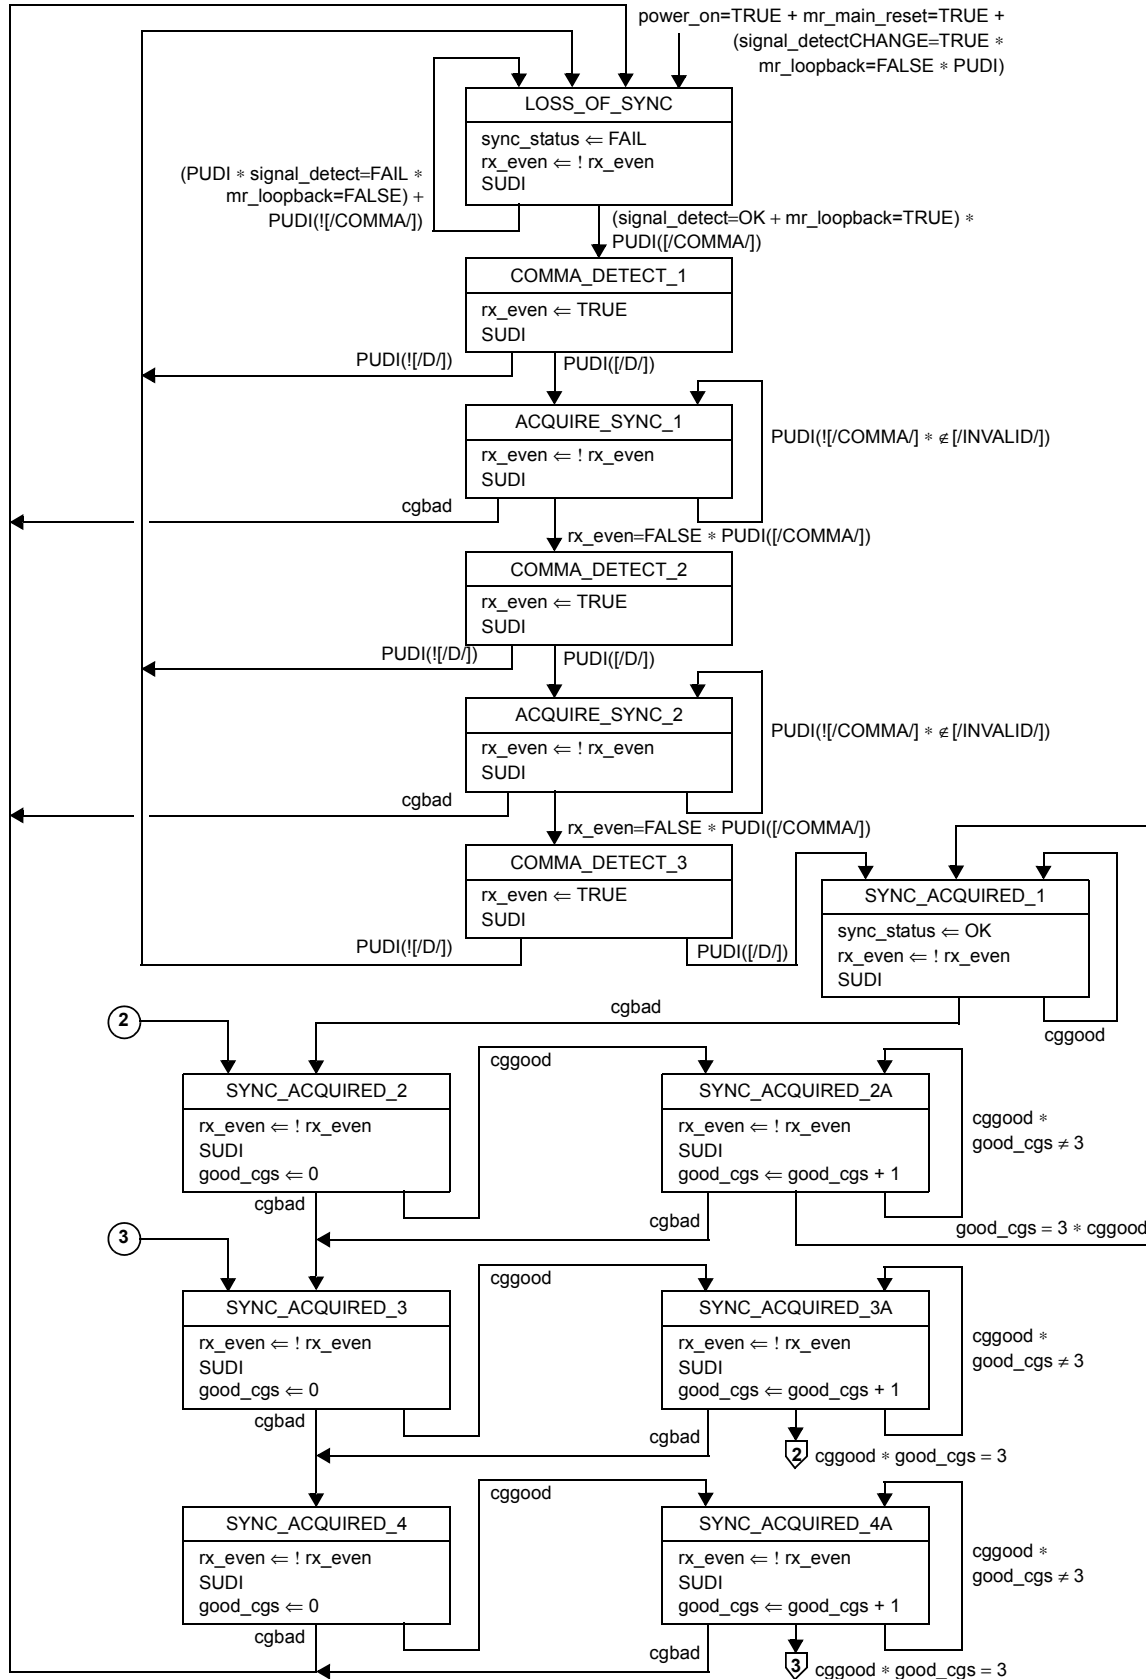 power_on=TRUE + mr_main_reset=TRUE +
(signal_detectCHANGE=TRUE ∗
mr_loopback=FALSE ∗ PUDI)
LOSS_OF_SYNC
sync_status ⇐ FAIL
rx_even ⇐ ! rx_even
SUDI
(PUDI ∗ signal_detect=FAIL ∗
mr_loopback=FALSE) +
PUDI(![/COMMA/])
(signal_detect=OK + mr_loopback=TRUE) ∗
PUDI([/COMMA/])
COMMA_DETECT_1
rx_even ⇐ TRUE
SUDI
PUDI(![/D/])
PUDI([/D/])
ACQUIRE_SYNC_1
rx_even ⇐ ! rx_even
SUDI
PUDI(![/COMMA/] ∗ ∉[/INVALID/])
cgbad
rx_even=FALSE ∗ PUDI([/COMMA/])
COMMA_DETECT_2
rx_even ⇐ TRUE
SUDI
PUDI(![/D/])
PUDI([/D/])
ACQUIRE_SYNC_2
rx_even ⇐ ! rx_even
SUDI
PUDI(![/COMMA/] ∗ ∉[/INVALID/])
cgbad
rx_even=FALSE ∗ PUDI([/COMMA/])
COMMA_DETECT_3
rx_even ⇐ TRUE
SUDI
PUDI(![/D/])
PUDI([/D/])
SYNC_ACQUIRED_1
sync_status ⇐ OK
rx_even ⇐ ! rx_even
SUDI
cgbad
cggood
2
SYNC_ACQUIRED_2
rx_even ⇐ ! rx_even
SUDI
good_cgs ⇐ 0
cggood
SYNC_ACQUIRED_2A
rx_even ⇐ ! rx_even
SUDI
good_cgs ⇐ good_cgs + 1
cggood ∗
good_cgs ≠ 3
cgbad
cgbad
good_cgs = 3 ∗ cggood
3
SYNC_ACQUIRED_3
rx_even ⇐ ! rx_even
SUDI
good_cgs ⇐ 0
cggood
SYNC_ACQUIRED_3A
rx_even ⇐ ! rx_even
SUDI
good_cgs ⇐ good_cgs + 1
cggood ∗
good_cgs ≠ 3
cgbad
cgbad
2 cggood ∗ good_cgs = 3
SYNC_ACQUIRED_4
rx_even ⇐ ! rx_even
SUDI
good_cgs ⇐ 0
cggood
SYNC_ACQUIRED_4A
rx_even ⇐ ! rx_even
SUDI
good_cgs ⇐ good_cgs + 1
cggood ∗
good_cgs ≠ 3
cgbad
cgbad
3 cggood ∗ good_cgs = 3